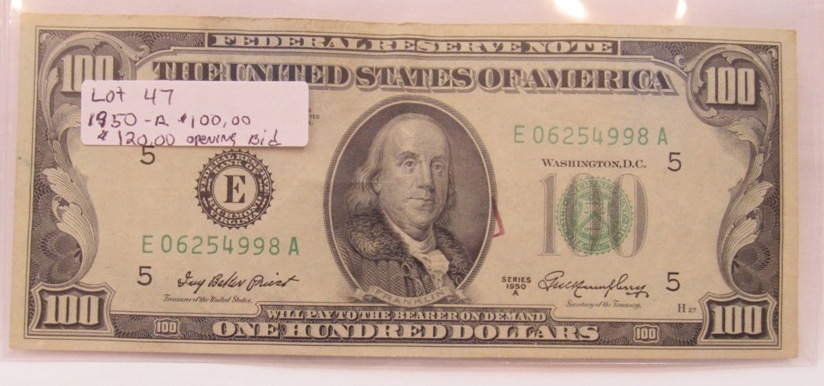 FEDERAL RESERVE NOTE
THE UNITED STATES OF AMERICA
100
100
Lot 47
1950-A $100.00
$120.00 opening Bid
E 06254998 A
WASHINGTON, D.C.
5
5
E
100
E 06254998 A
5
5
Treasurer of the United States.
SERIES
1950
A
Secretary of the Treasury.
H 27
FRANKLIN
WILL PAY TO THE BEARER ON DEMAND
100
100
ONE HUNDRED DOLLARS
100
100